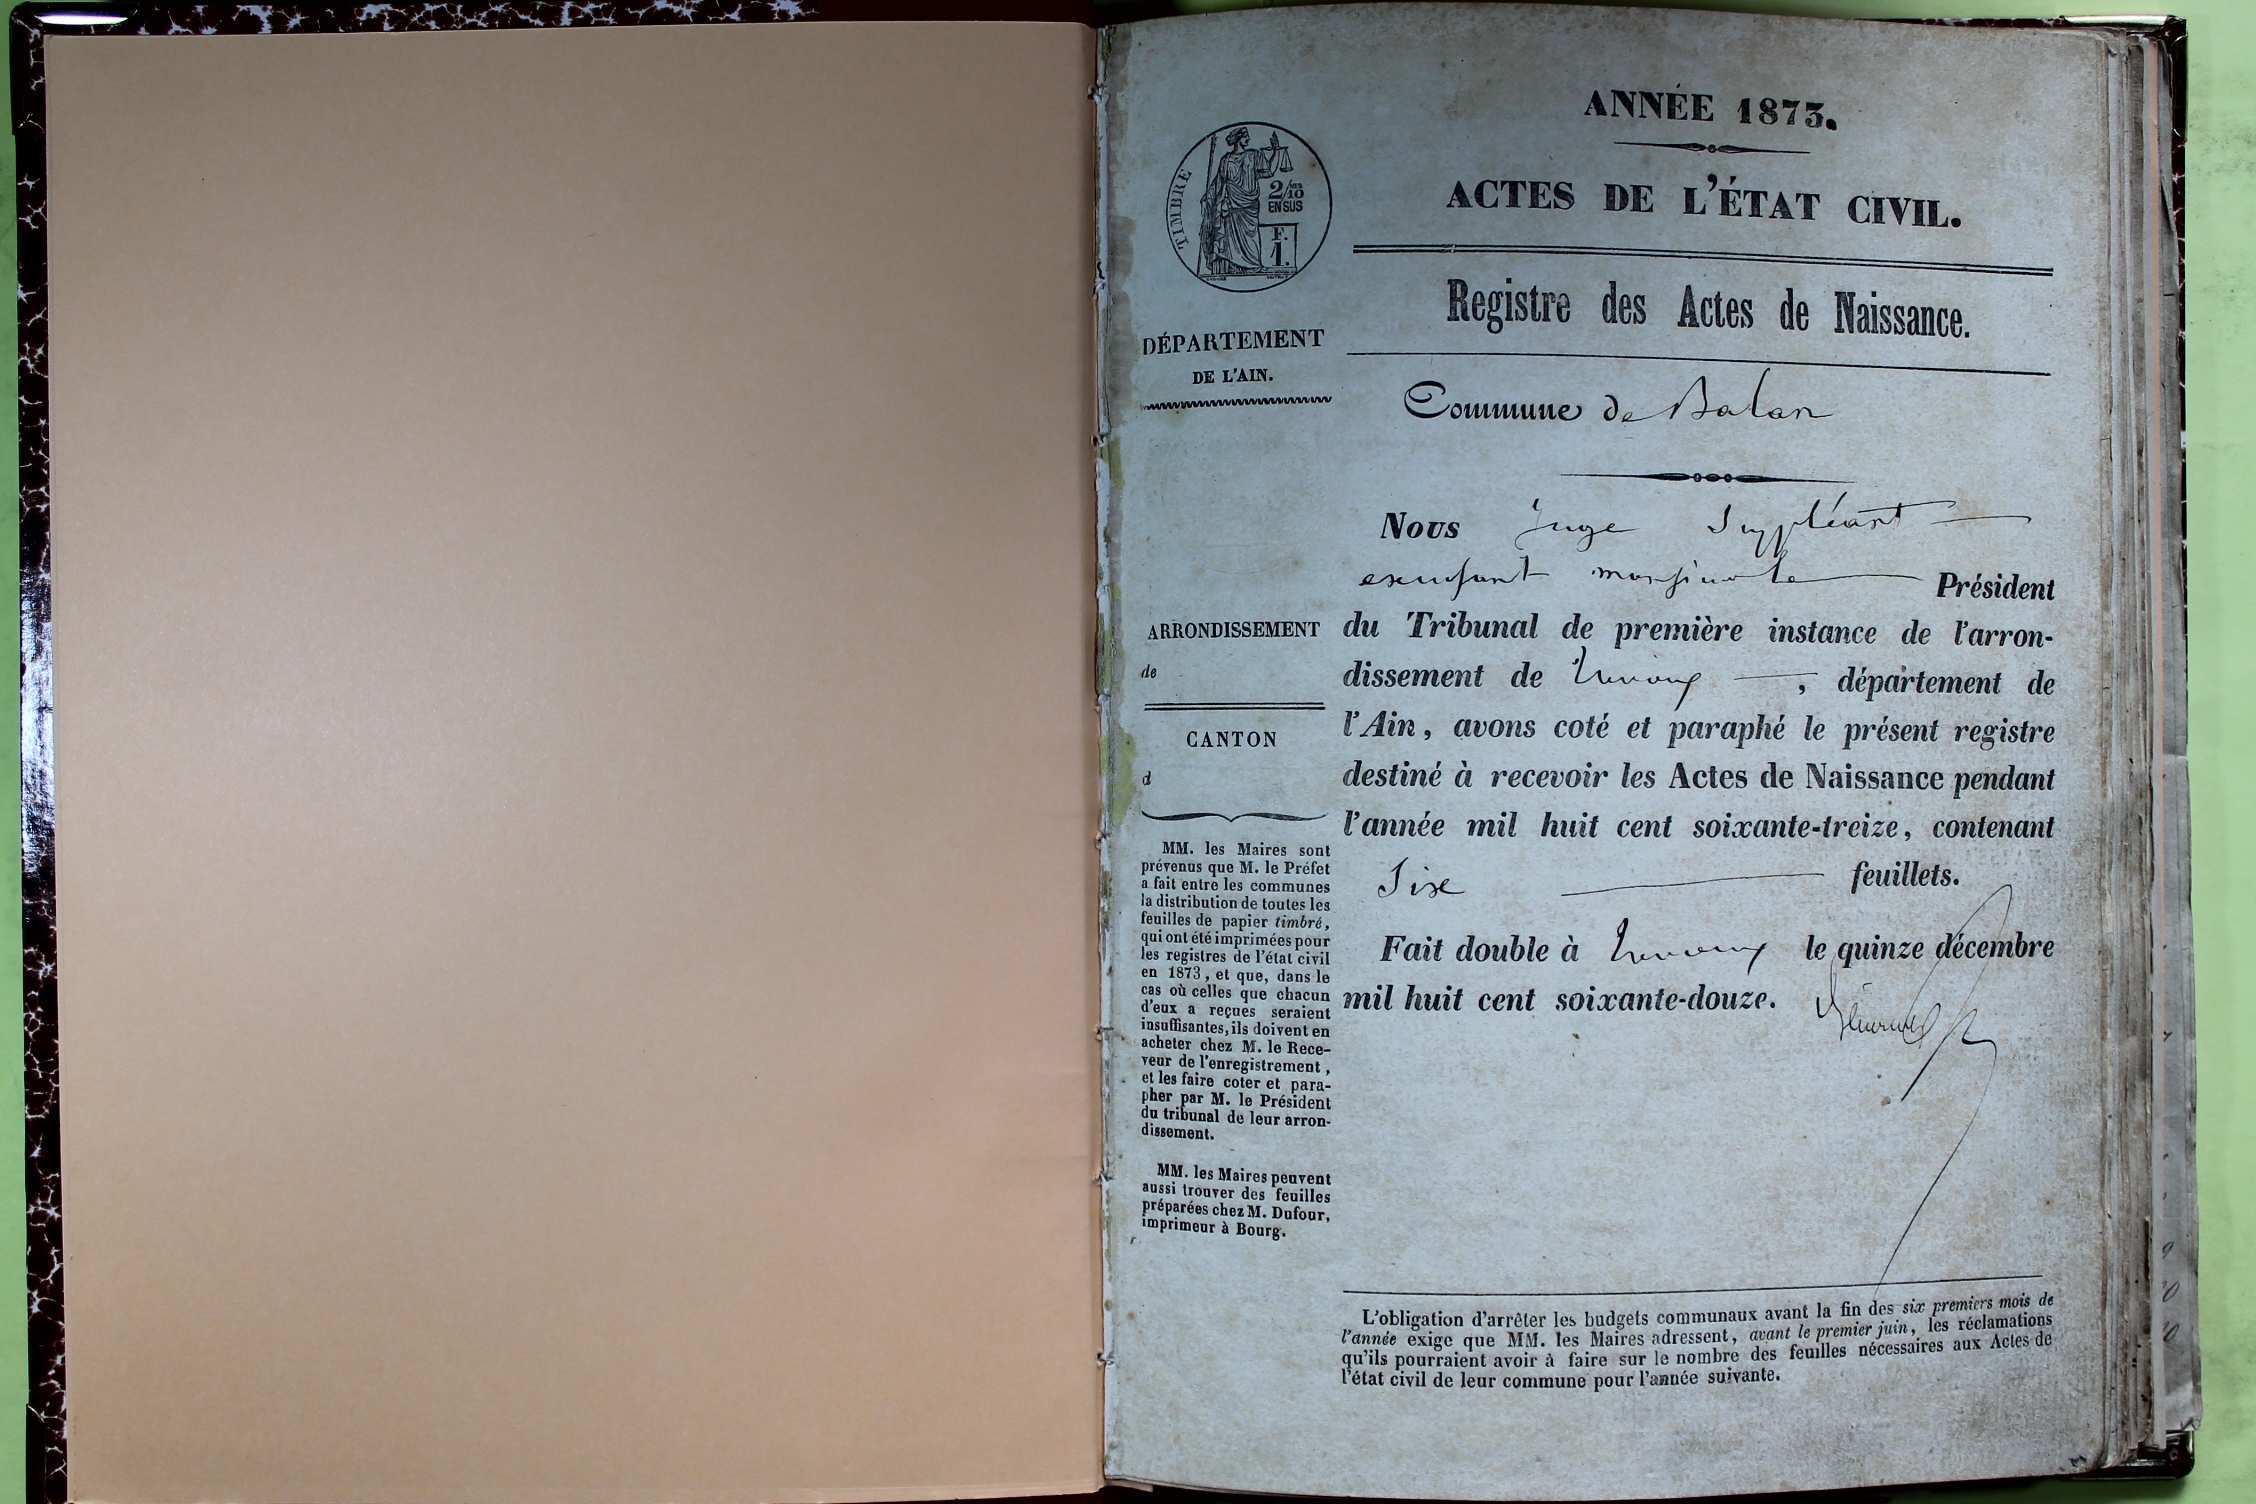 ANNÉE 1873.
ACTES DE L'ÉTAT CIVIL.
TIMBRE
2/10
EN SUS
F.
1.
Registre des Actes de Naissance.
DÉPARTEMENT
DE L'AIN.
Commune de Balan
Nous Juge Suppléant
Président
ARRONDISSEMENT
de
du Tribunal de première instance de l'arron-
dissement de Trévoux, département de
l'Ain, avons coté et paraphé le présent registre
destiné à recevoir les Actes de Naissance pendant
l'année mil huit cent soixante-treize, contenant
Six feuillets.
Fait double à Trévoux le quinze décembre
mil huit cent soixante-douze.
CANTON
d
MM. les Maires sont
prévenus que M. le Préfet
a fait entre les communes
la distribution de toutes les
feuilles de papier timbré,
qui ont été imprimées pour
les registres de l'état civil
en 1873, et que, dans le
cas où celles que chacun
d'eux a reçues seraient
insuffisantes, ils doivent en
acheter chez M. le Rece-
veur de l'enregistrement,
et les faire coter et para-
pher par M. le Président
du tribunal de leur arron-
dissement.
MM. les Maires peuvent
aussi trouver des feuilles
préparées chez M. Dufour,
imprimeur à Bourg.
L'obligation d'arrêter les budgets communaux avant la fin des six premiers mois de
l'année exige que MM. les Maires adressent, avant le premier juin, les réclamations
qu'ils pourraient avoir à faire sur le nombre des feuilles nécessaires aux Actes de
l'état civil de leur commune pour l'année suivante.